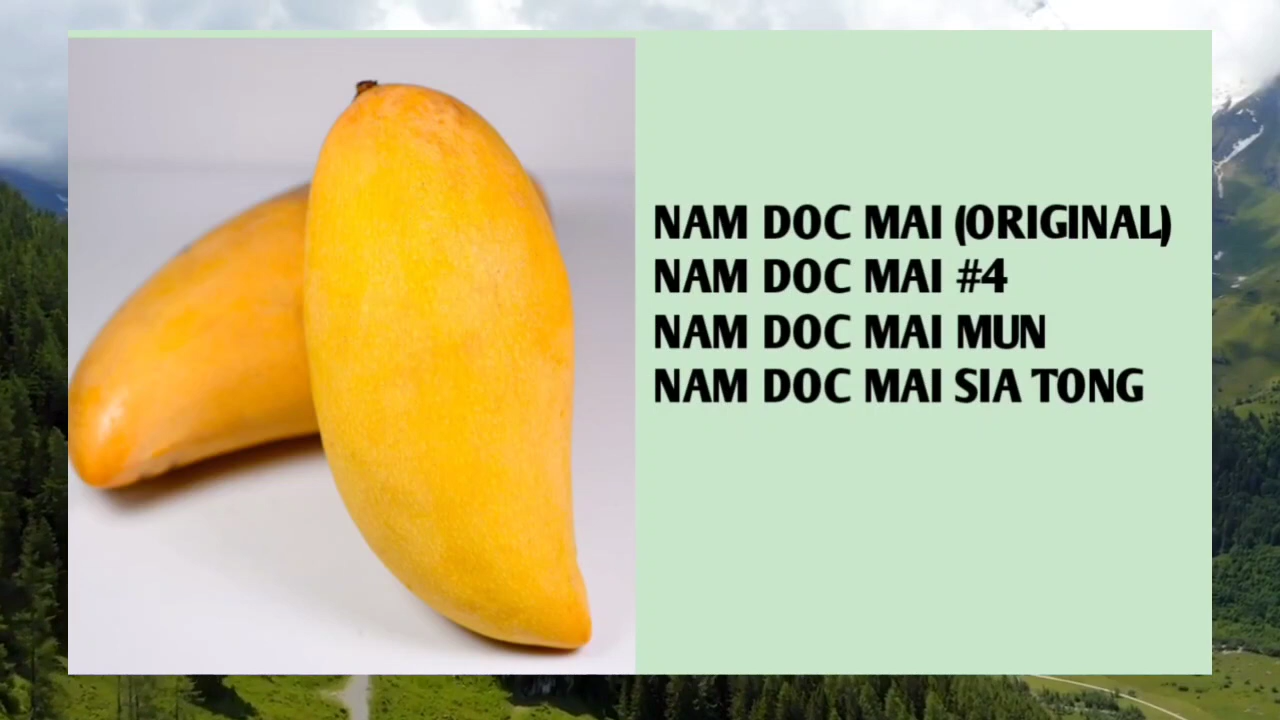 NAM DOC MAI (ORIGINAL)
NAM DOC MAI #4
NAM DOC MAI MUN
NAM DOC MAI SIA TONG